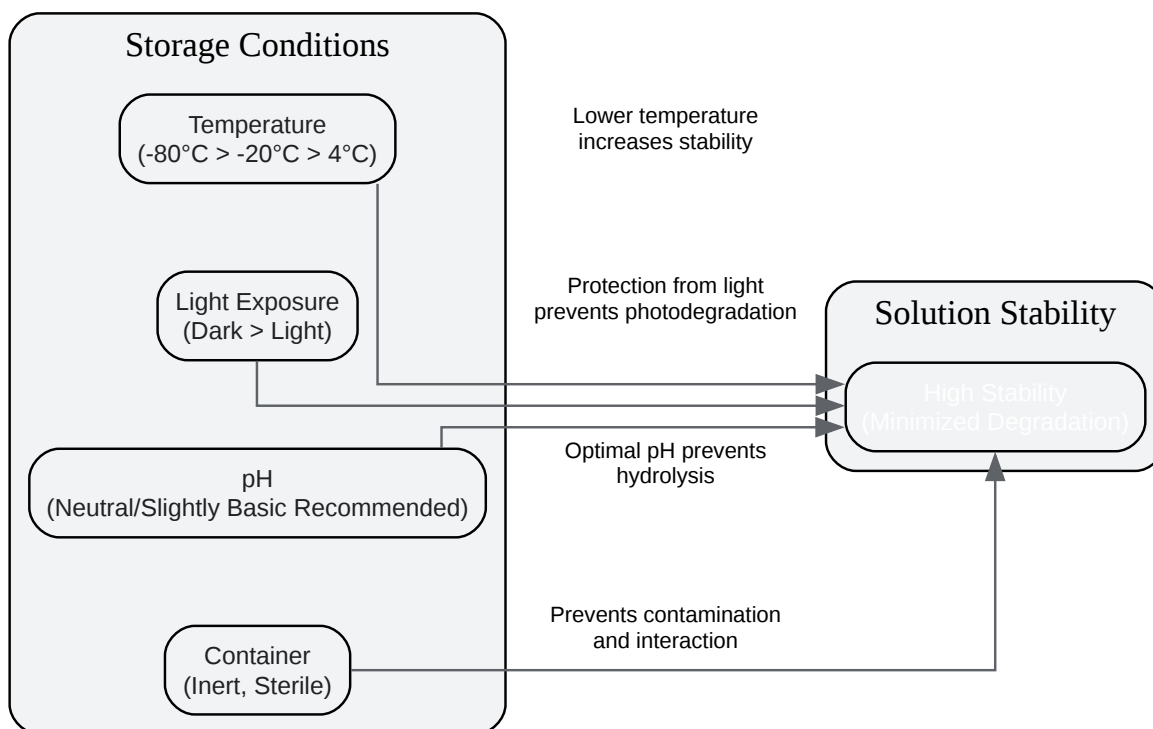 Storage Conditions
Temperature
(-80°C > -20°C > 4°C)
Lower temperature
increases stability
Light Exposure
(Dark > Light)
Protection from light
prevents photodegradation
Solution Stability
High Stability
(Minimized Degradation)
pH
(Neutral/Slightly Basic Recommended)
Optimal pH prevents
hydrolysis
Container
(Inert, Sterile)
Prevents contamination
and interaction